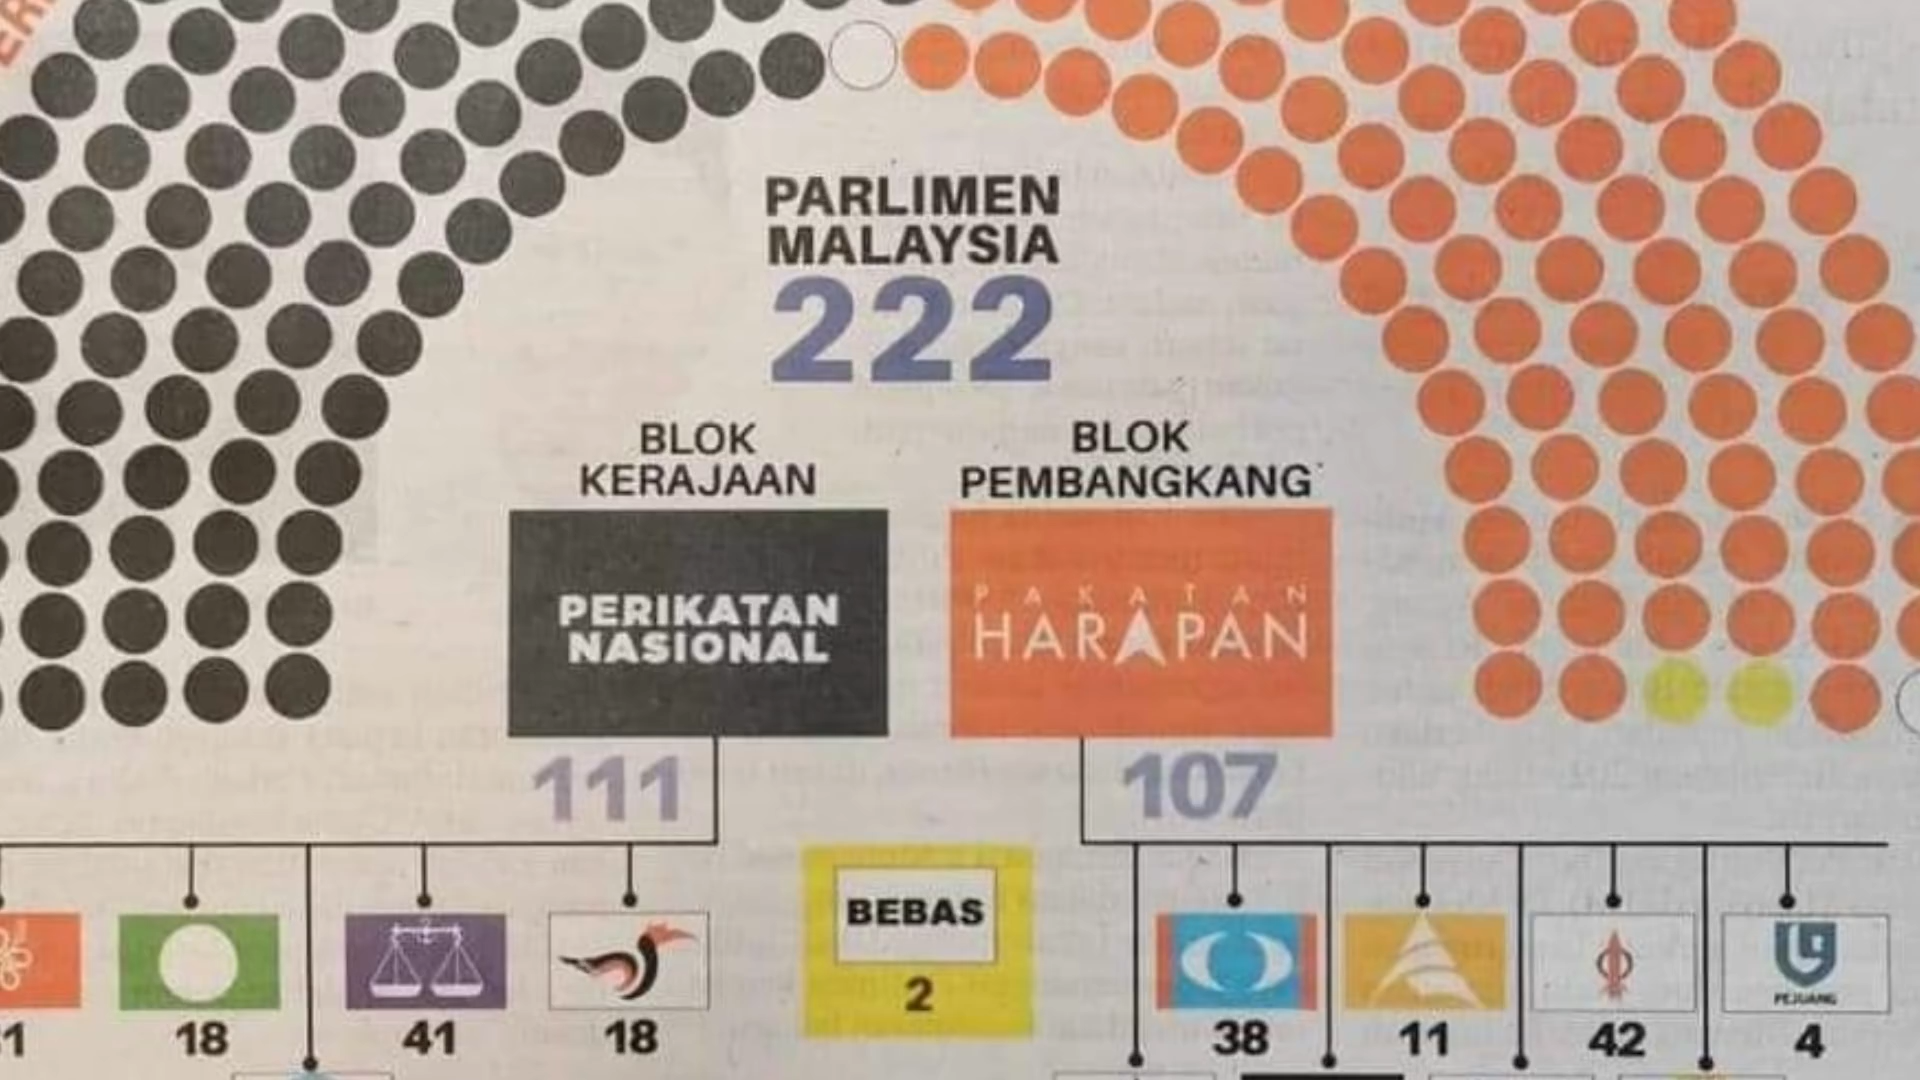 PARLIMEN
MALAYSIA
222
BLOK
KERAJAAN
BLOK
PEMBANGKANG
PERIKATAN
NASIONAL
PAKATAN
HARAPAN
111
107
BEBAS
2
PEJUANG
18
41
18
38
11
42
4